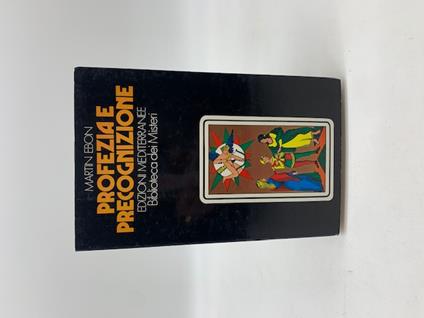 MARTIN EBON
PROFEZIA E
PRECOGNIZIONE
EDIZIONI MEDITERRANEE
Biblioteca dei Misteri